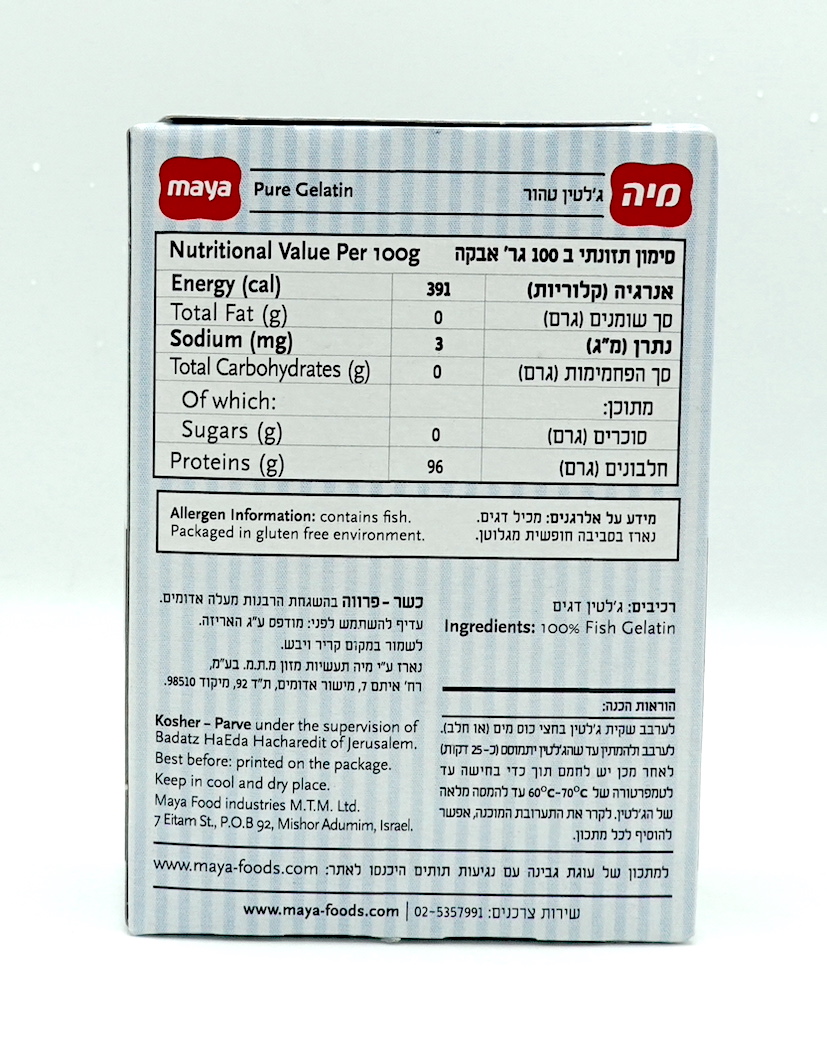 maya Pure Gelatin ג'לטין טהור מיה
Nutritional Value Per 100g סימון תזונתי ב 100 גר' אבקה
Energy (cal) 391 אנרגיה (קלוריות)
Total Fat (g) 0 סך שומנים (גרם)
Sodium (mg) 3 נתרן (מ"ג)
Total Carbohydrates (g) 0 סך הפחמימות (גרם)
Of which: מתוכן:
Sugars (g) 0 סוכרים (גרם)
Proteins (g) 96 חלבונים (גרם)
Allergen Information: contains fish.
Packaged in gluten free environment.
מידע על אלרגנים: מכיל דגים.
נארז בסביבה חופשית מגלוטן.
רכיבים: ג'לטין דגים
Ingredients: 100% Fish Gelatin
הוראות הכנה:
לערבב שקית ג'לטין בחצי כוס מים (או חלב).
לערבב ולהמתין עד שהג'לטין יתמוסס (כ-25 דקות)
לאחר מכן יש לחמם תוך כדי בחישה עד
לטמפרטורה של 60°C-70°C עד להמסה מלאה
של הג'לטין. לקרר את התערובת המוכנה, אפשר
להוסיף לכל מתכון.
כשר - פרווה בהשגחת הרבנות מעלה אדומים.
עדיף להשתמש לפני: מודפס ע"ג האריזה.
לשמור במקום קריר ויבש.
נארז ע"י מיה תעשיות מזון מ.ת.מ. בע"מ,
רח' איתם 7, מישור אדומים, ת"ד 92, מיקוד 98510.
Kosher - Parve under the supervision of
Badatz HaEda Hacharedit of Jerusalem.
Best before: printed on the package.
Keep in cool and dry place.
Maya Food industries M.T.M. Ltd.
7 Eitam St., P.O.B 92, Mishor Adumim, Israel.
למתכון של עוגת גבינה עם נגיעות תותים היכנסו לאתר: www.maya-foods.com
שירות צרכנים: 02-5357991 | www.maya-foods.com